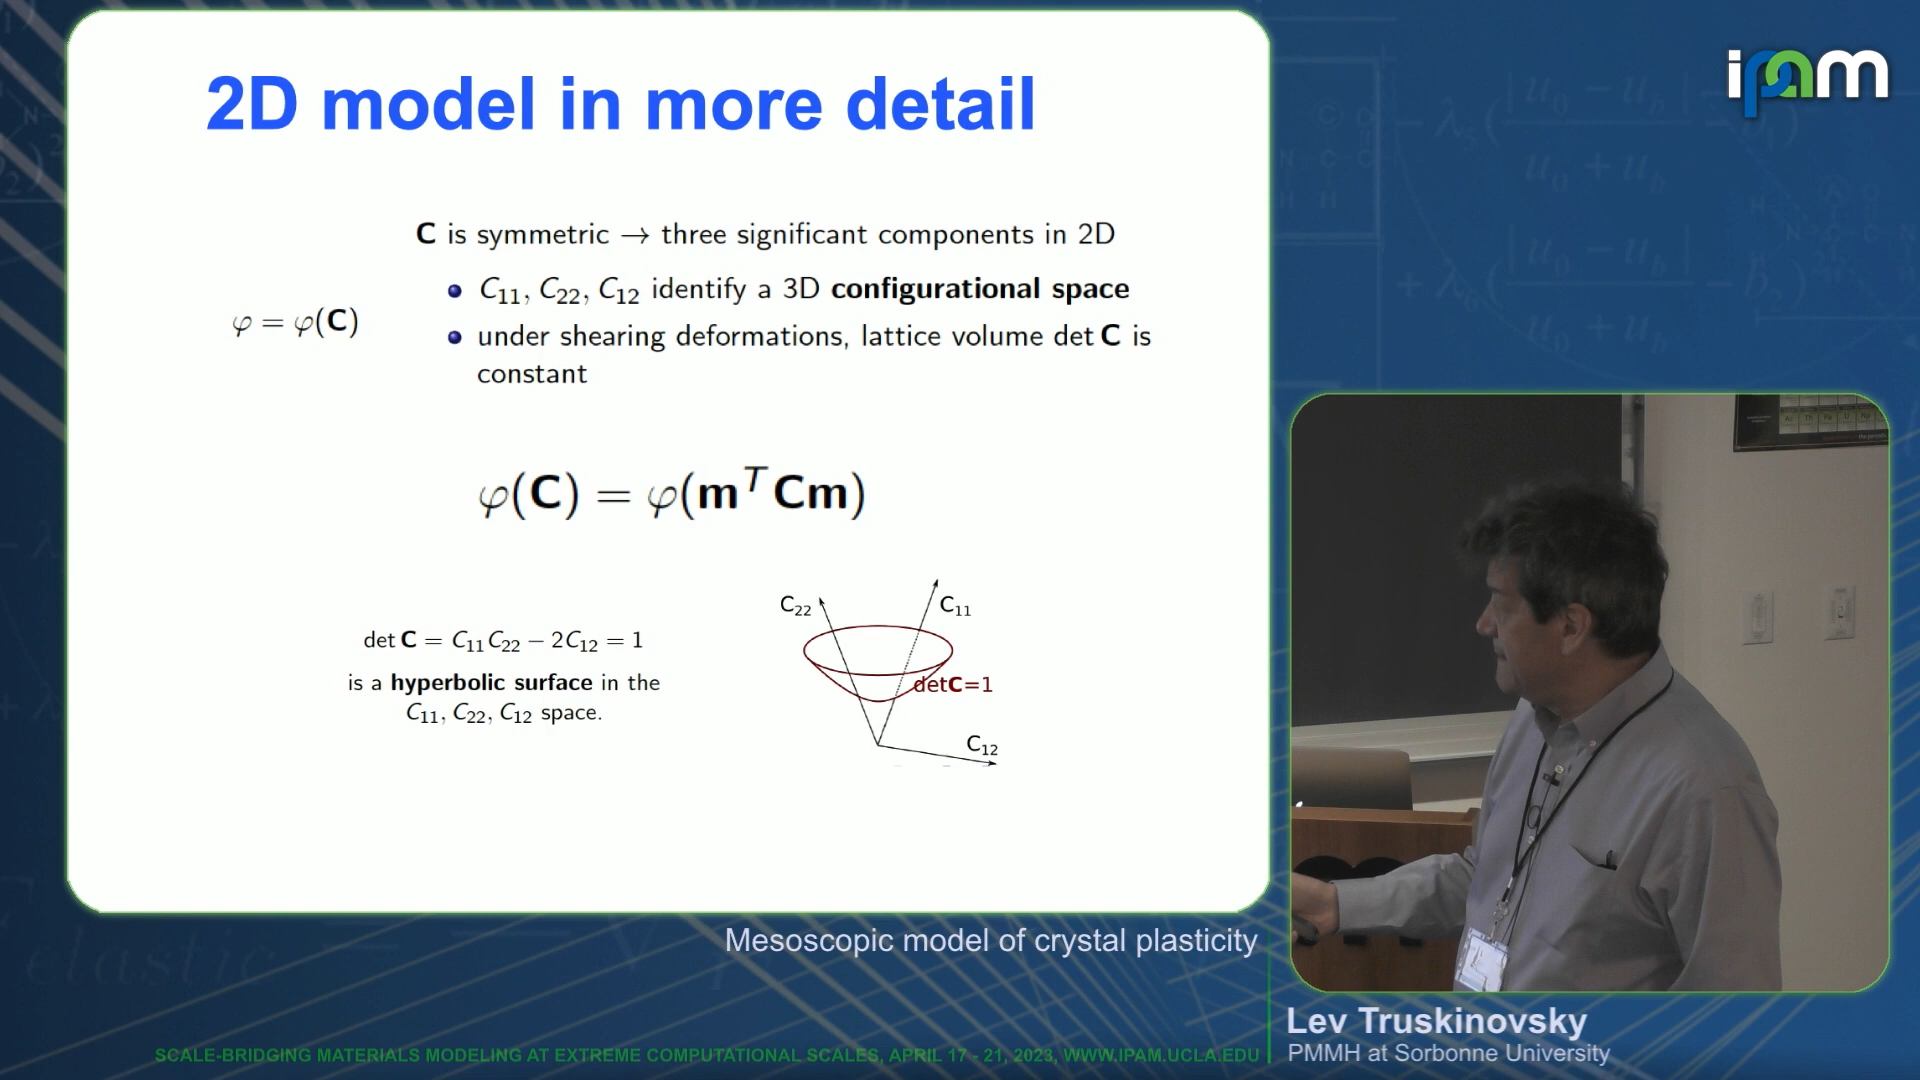 ipam
2D model in more detail
C is symmetric → three significant components in 2D
C₁₁, C₂₂, C₁₂ identify a 3D configurational space
φ = φ(C)
under shearing deformations, lattice volume det C is
constant
φ(C) = φ(mᵀCm)
C₂₂
C₁₁
det C = C₁₁C₂₂ − 2C₁₂ = 1
is a hyperbolic surface in the
C₁₁, C₂₂, C₁₂ space.
detC=1
C₁₂
Mesoscopic model of crystal plasticity
Lev Truskinovsky
PMMH at Sorbonne University
SCALE-BRIDGING MATERIALS MODELING AT EXTREME COMPUTATIONAL SCALES, APRIL 17 - 21, 2023, WWW.IPAM.UCLA.EDU